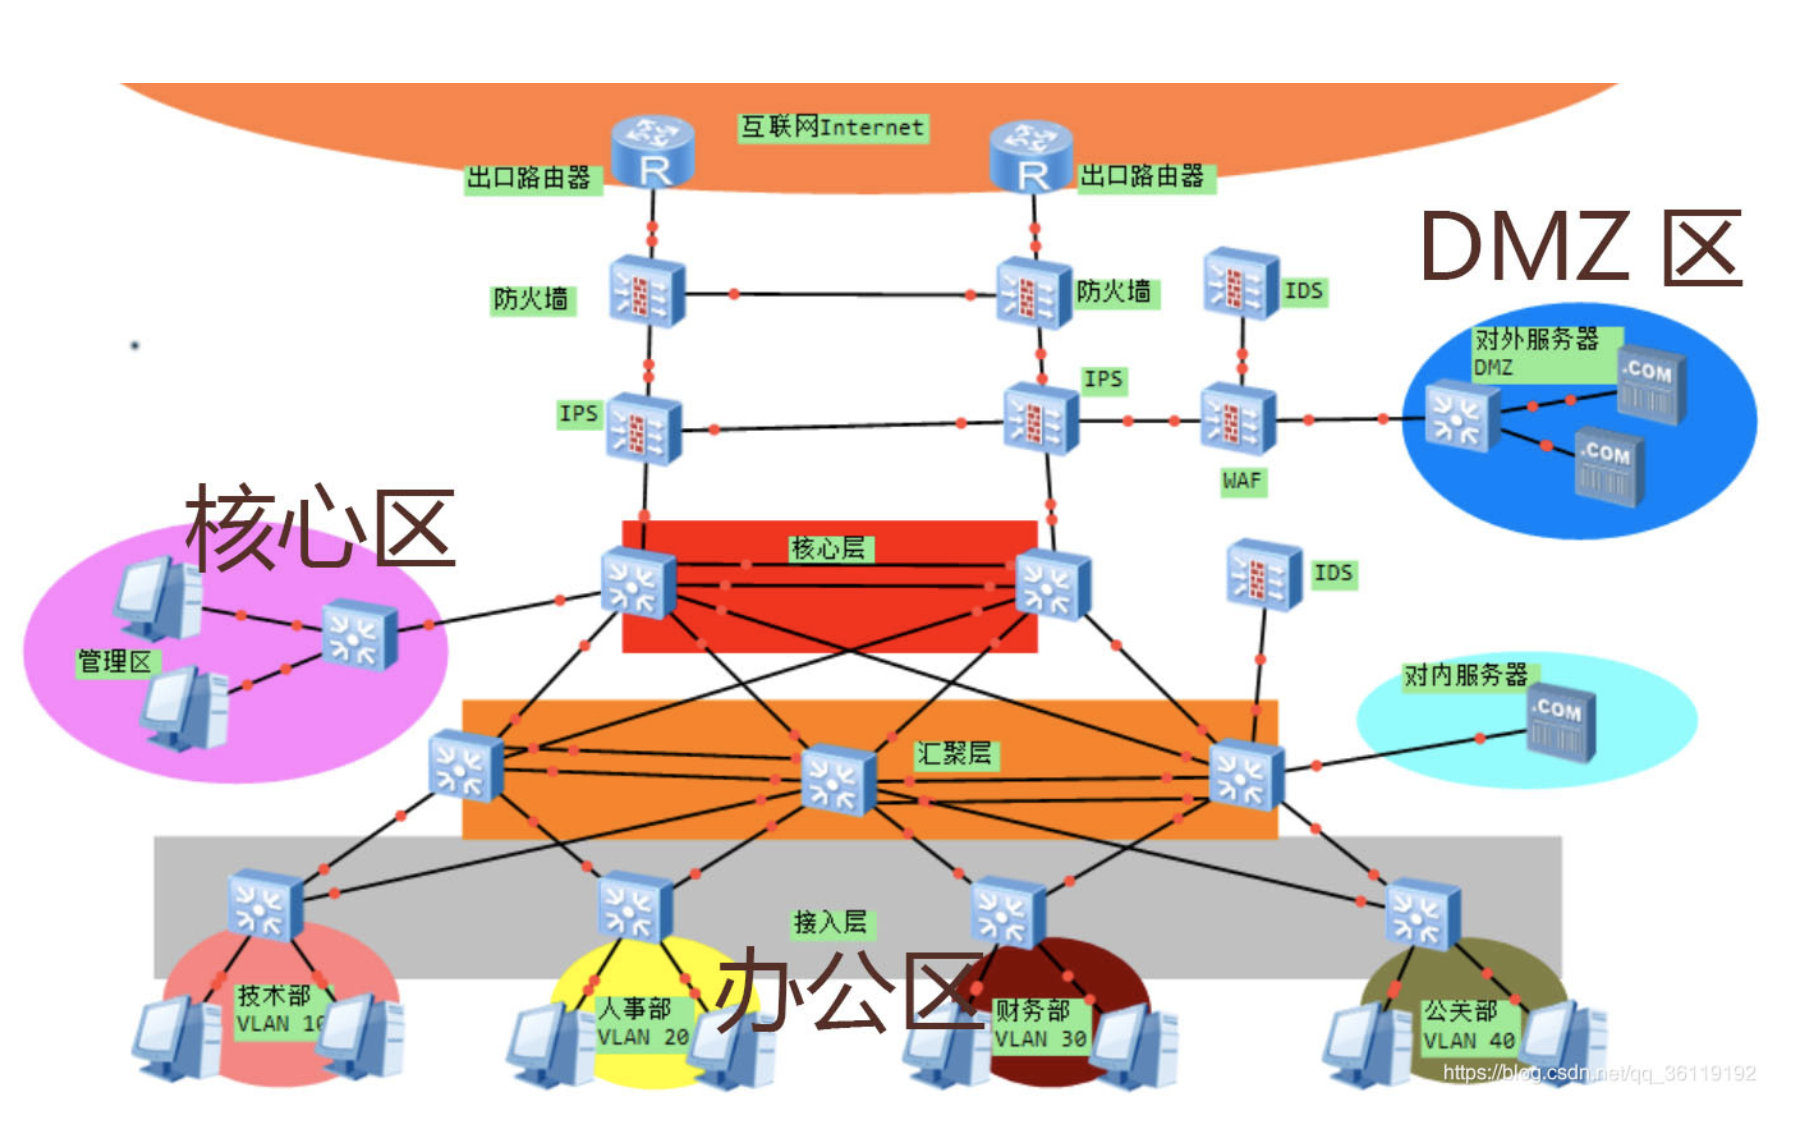 互联网Internet
出口路由器
R
R
出口路由器
DMZ 区
防火墙
防火墙
IDS
对外服务器
DMZ
.COM
IPS
IPS
.COM
WAF
核心区
核心层
IDS
管理区
对内服务器
.COM
汇聚层
接入层
办公区
技术部
VLAN 10
人事部
VLAN 20
财务部
VLAN 30
公关部
VLAN 40
https://blog.csdn.net/qq_36119192